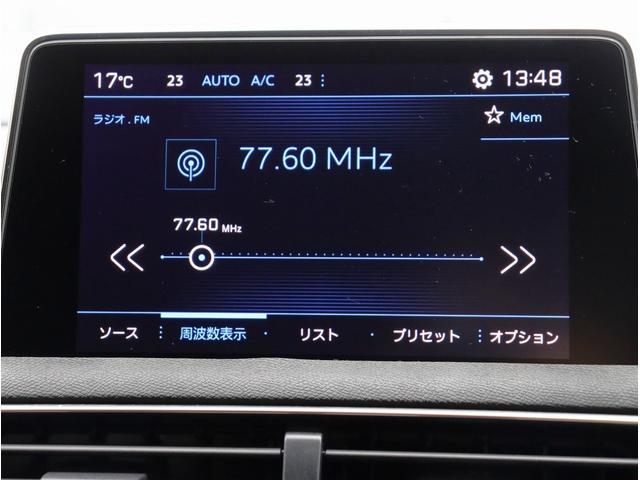 17℃ 23 AUTO A/C 23 : 13:48
ラジオ . FM Mem
77.60 MHz
77.60 MHz
ソース : 周波数表示 · リスト · プリセット : オプション